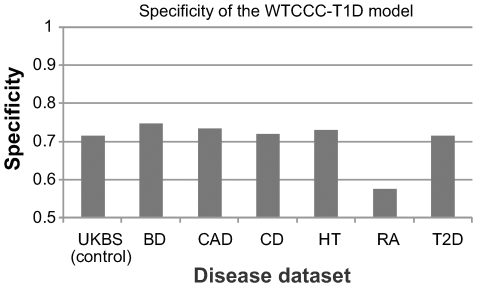 Specificity of the WTCCC-T1D model
Specificity
1
0.9
0.8
0.7
0.6
0.5
UKBS BD CAD CD HT RA T2D
(control)
Disease dataset